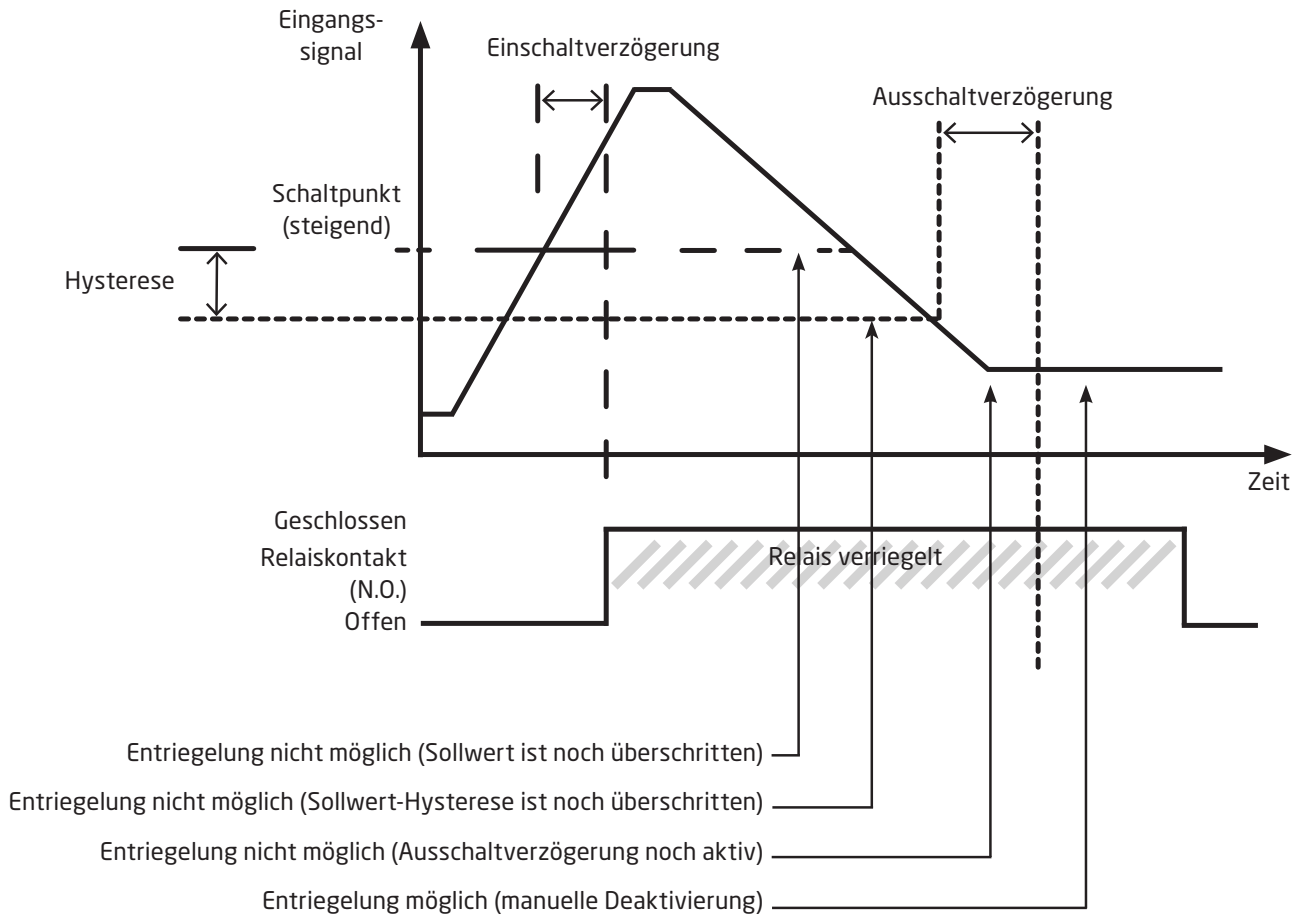 Eingangs-
signal
Einschaltverzögerung
Ausschaltverzögerung
Schaltpunkt
(steigend)
Hysterese
Zeit
Geschlossen
Relaiskontakt
(N.O.)
Offen
Relais verriegelt
Entriegelung nicht möglich (Sollwert ist noch überschritten)
Entriegelung nicht möglich (Sollwert-Hysterese ist noch überschritten)
Entriegelung nicht möglich (Ausschaltverzögerung noch aktiv)
Entriegelung möglich (manuelle Deaktivierung)